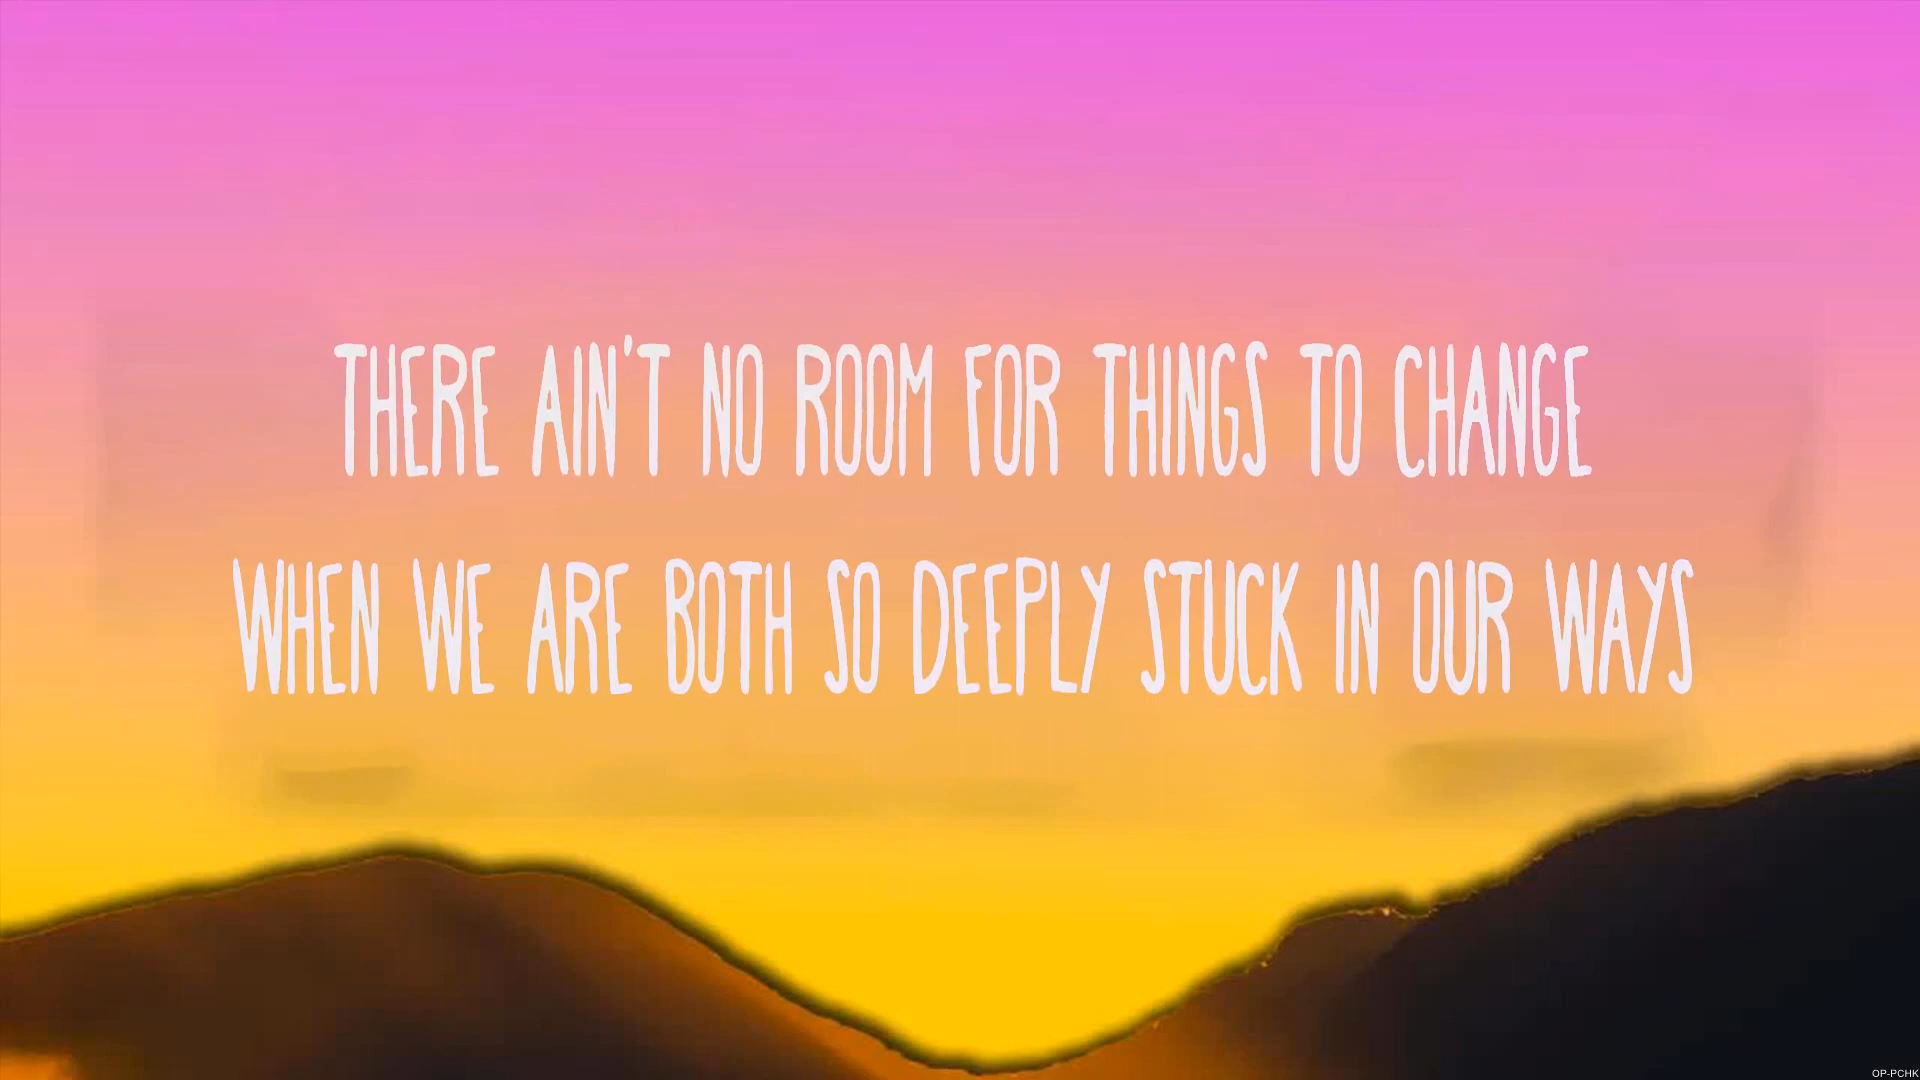 THERE AIN'T NO ROOM FOR THINGS TO CHANGE
WHEN WE ARE BOTH SO DEEPLY STUCK IN OUR WAYS
OP-PCHK